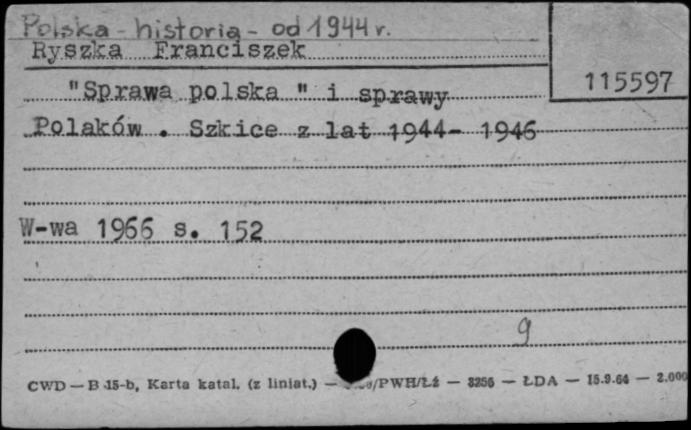 Polska - historia - od 1944 r.
Ryszka Franciszek
115597
"Sprawa polska " i sprawy
Polaków . Szkice z lat 1944- 1946
W-wa 1966 s. 152
9
CWD — B-15-b, Karta katal. (z liniat.) — /PWH/Łź — 3256 — ŁDA — 15.9.64 — 2.000